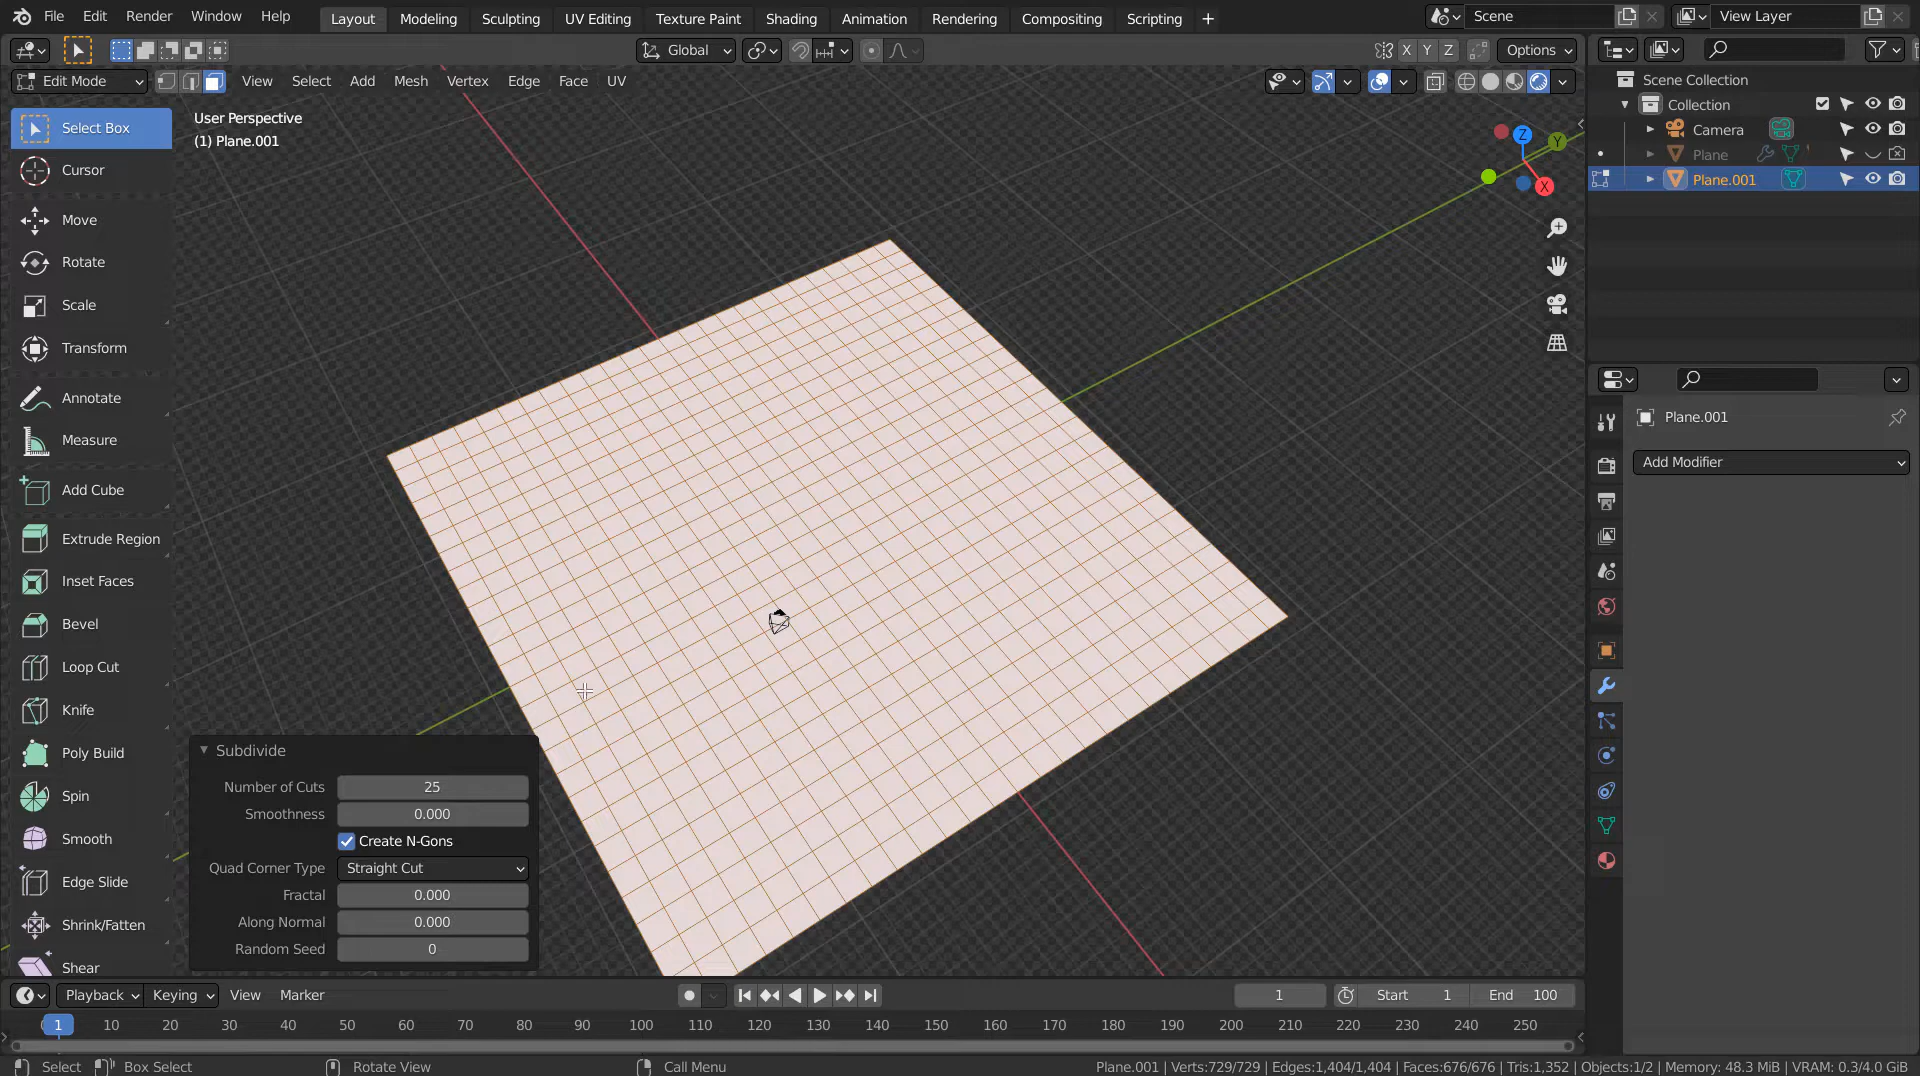 File Edit Render Window Help Layout Modeling Sculpting UV Editing Texture Paint Shading Animation Rendering Compositing Scripting + Scene View Layer
Global X Y Z Options
Edit Mode View Select Add Mesh Vertex Edge Face UV
User Perspective
(1) Plane.001
Select Box
Cursor
Move
Rotate
Scale
Transform
Annotate
Measure
Add Cube
Extrude Region
Inset Faces
Bevel
Loop Cut
Knife
Poly Build
Spin
Smooth
Edge Slide
Shrink/Fatten
Shear
Z
Y
X
Subdivide
Number of Cuts 25
Smoothness 0.000
Create N-Gons
Quad Corner Type Straight Cut
Fractal 0.000
Along Normal 0.000
Random Seed 0
Scene Collection
Collection
Camera
Plane
Plane.001
Plane.001
Add Modifier
Playback Keying View Marker 1 Start 1 End 100
1 10 20 30 40 50 60 70 80 90 100 110 120 130 140 150 160 170 180 190 200 210 220 230 240 250
Select Box Select Rotate View Call Menu Plane.001 | Verts:729/729 | Edges:1,404/1,404 | Faces:676/676 | Tris:1,352 | Objects:1/2 | Memory: 48.3 MiB | VRAM: 0.3/4.0 GiB